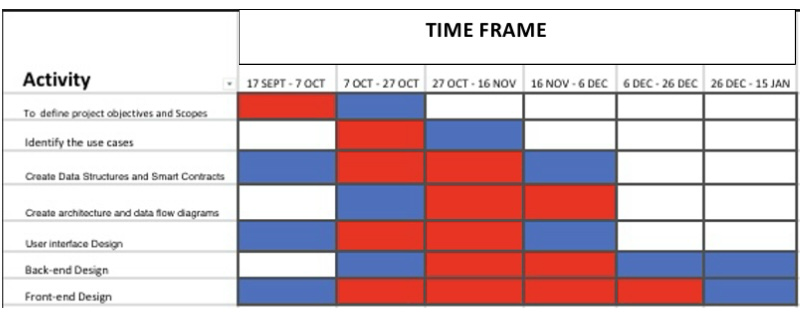 TIME FRAME
Activity
17 SEPT - 7 OCT 7 OCT - 27 OCT 27 OCT - 16 NOV 16 NOV - 6 DEC 6 DEC - 26 DEC 26 DEC - 15 JAN
To define project objectives and Scopes
Identify the use cases
Create Data Structures and Smart Contracts
Create architecture and data flow diagrams
User interface Design
Back-end Design
Front-end Design